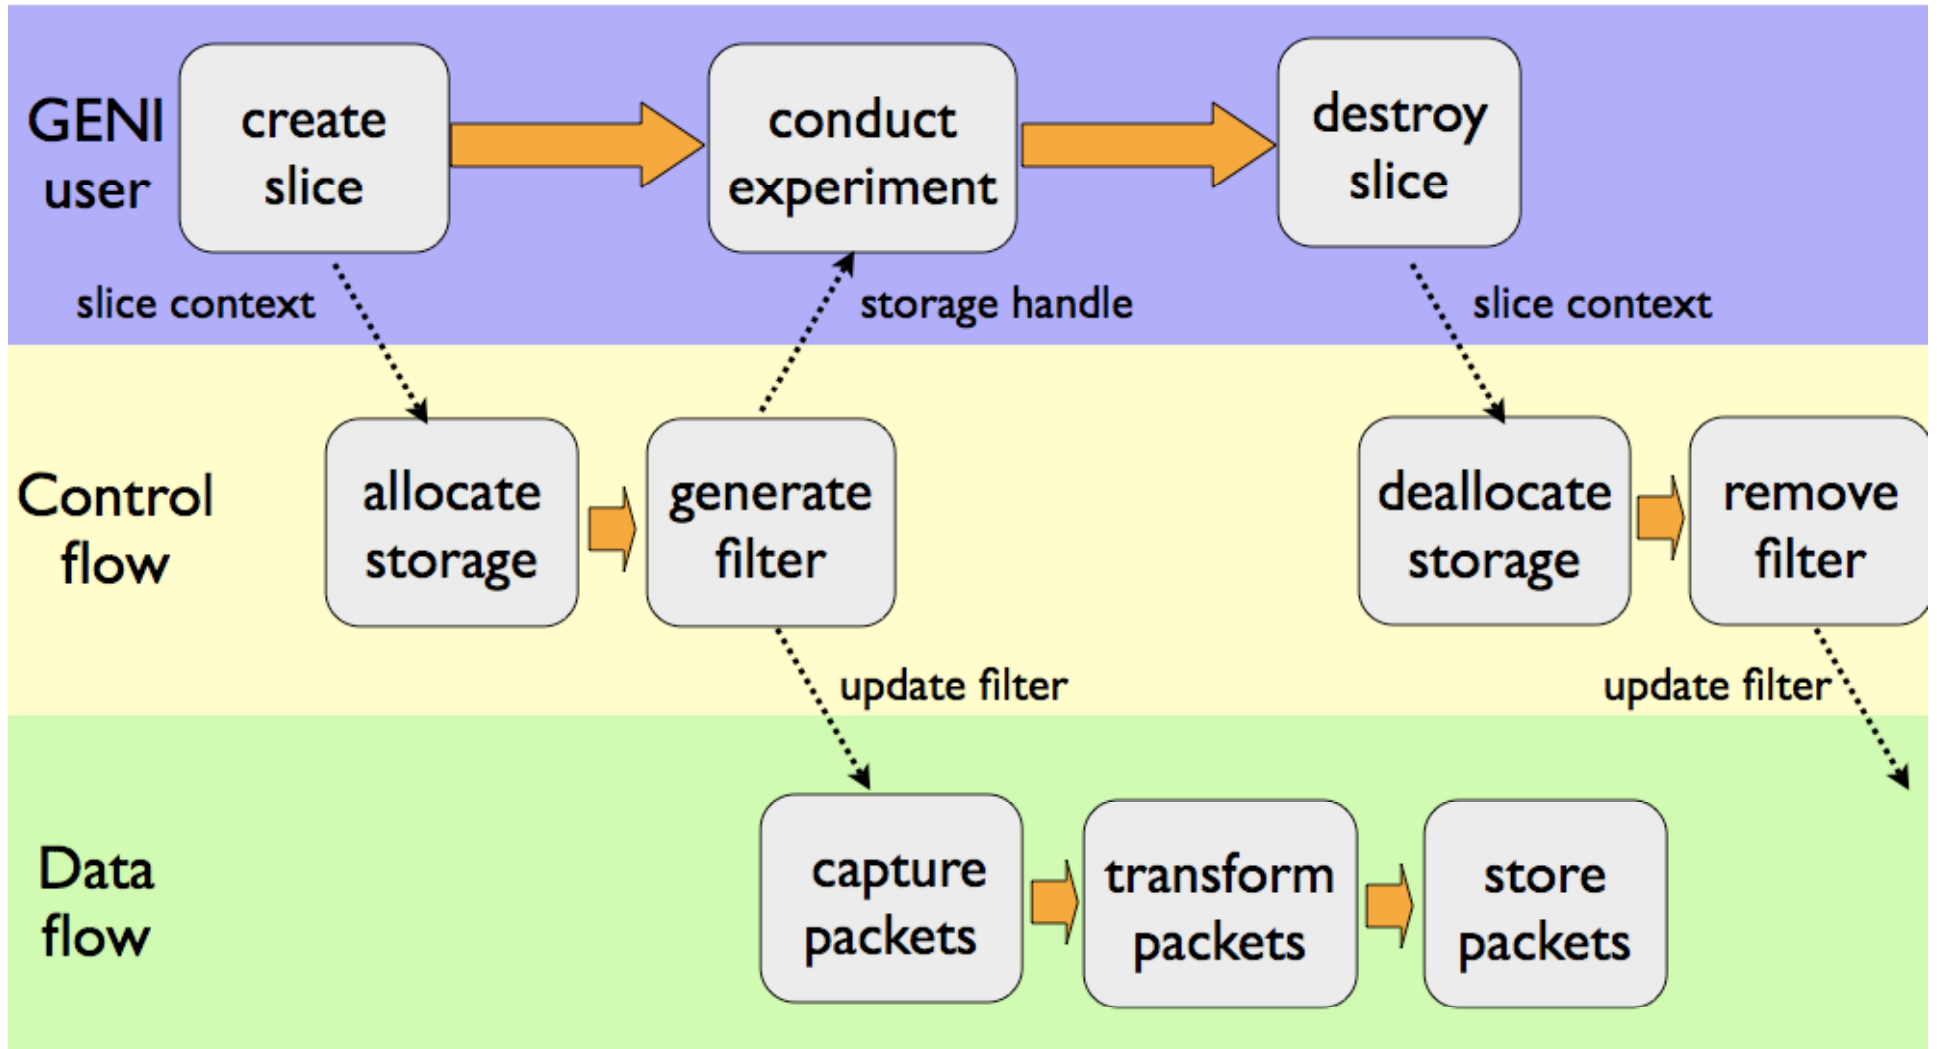 GENI
user
create
slice
conduct
experiment
destroy
slice
slice context
storage handle
slice context
Control
flow
allocate
storage
generate
filter
deallocate
storage
remove
filter
update filter
update filter
Data
flow
capture
packets
transform
packets
store
packets